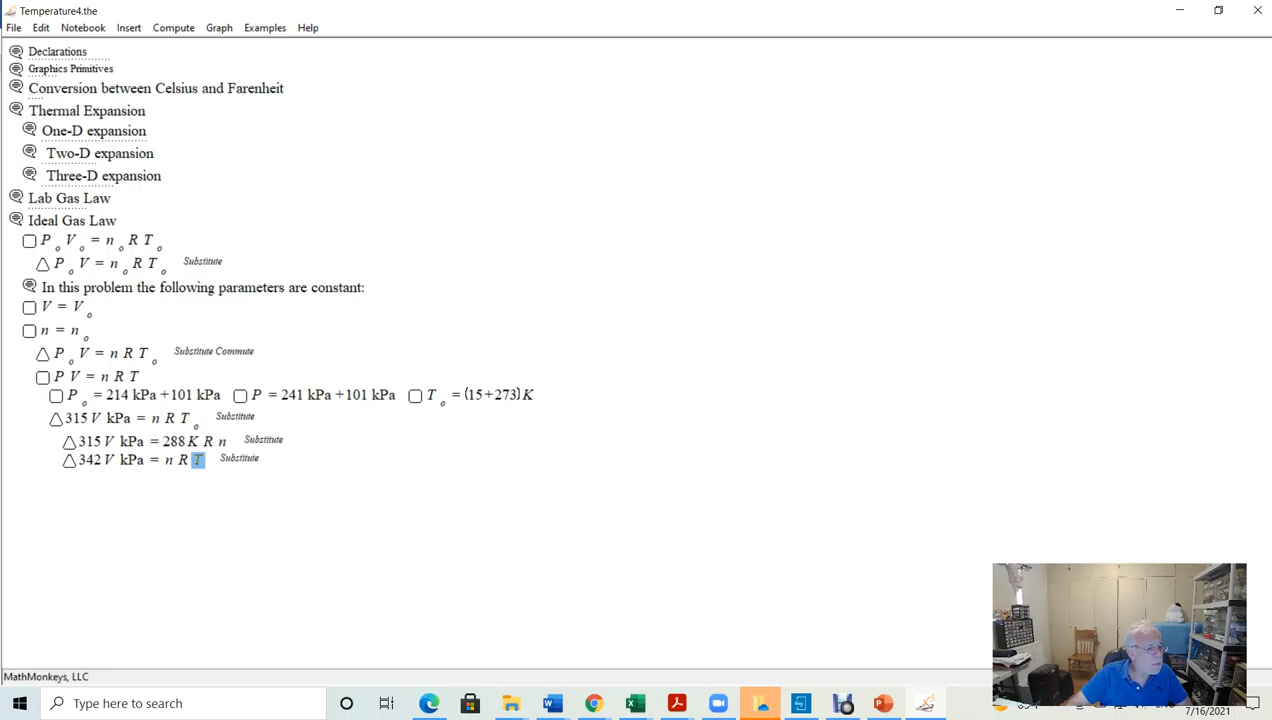 Temperature4.the
File Edit Notebook Insert Compute Graph Examples Help
Declarations
Graphics Primitives
Conversion between Celsius and Farenheit
Thermal Expansion
One-D expansion
Two-D expansion
Three-D expansion
Lab Gas Law
Ideal Gas Law
P o V o = n o R T o
P o V = n o R T o Substitute
In this problem the following parameters are constant:
V = V o
n = n o
P o V = n R T o Substitute Commute
P V = n R T
P o = 214 kPa + 101 kPa P = 241 kPa + 101 kPa T o = (15+273) K
315 V kPa = n R T o Substitute
315 V kPa = 288 K R n Substitute
342 V kPa = n R T Substitute
MathMonkeys, LLC
Type here to search
7/16/2021